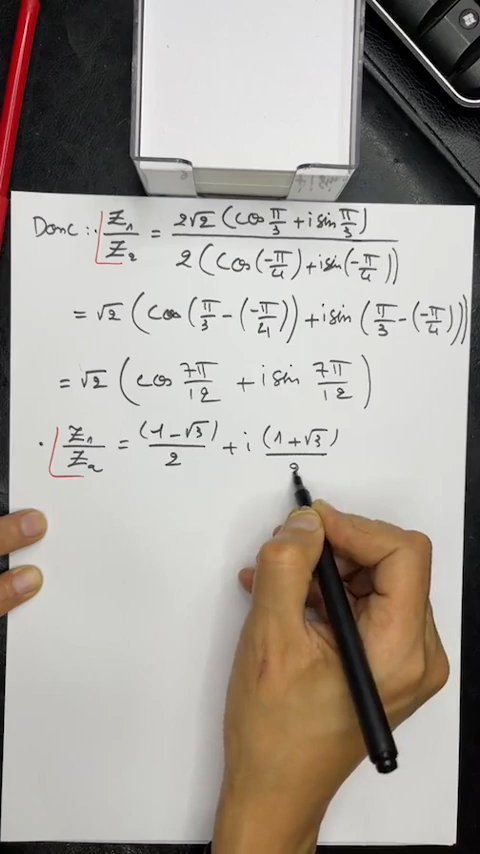 Donc : · Z₁/Z₂ = 2√2 (cos π/3 + i sin π/3) / 2 (cos(-π/4) + i sin(-π/4))
= √2 (cos (π/3 - (-π/4)) + i sin (π/3 - (-π/4)))
= √2 (cos 7π/12 + i sin 7π/12)
· Z₁/Z₂ = (1-√3)/2 + i (1+√3)/2